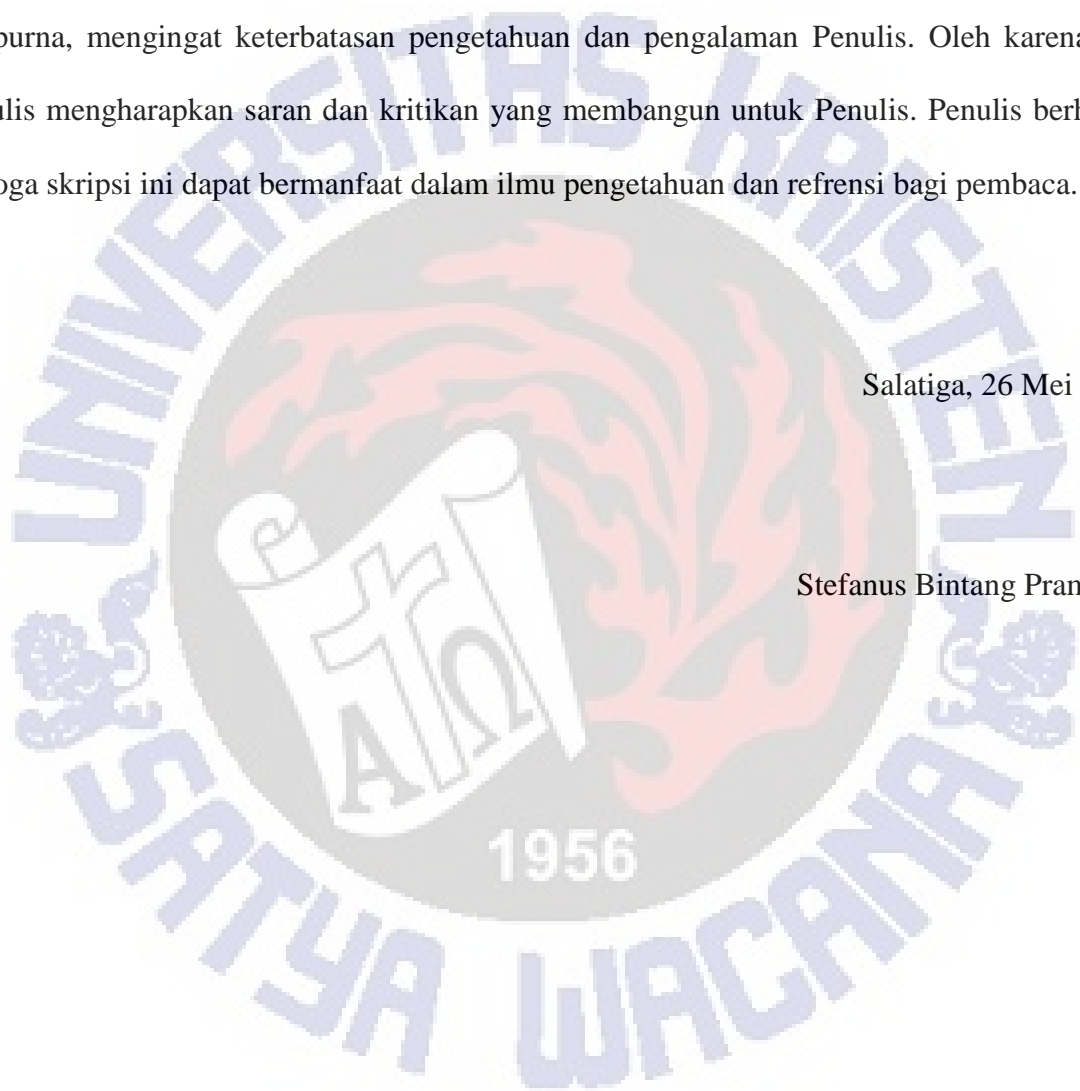 purna, mengingat keterbatasan pengetahuan dan pengalaman Penulis. Oleh karena
ulis mengharapkan saran dan kritikan yang membangun untuk Penulis. Penulis berh
oga skripsi ini dapat bermanfaat dalam ilmu pengetahuan dan refrensi bagi pembaca.
Salatiga, 26 Mei
Stefanus Bintang Pran
UNIVERSITAS KRISTEN
SATYA WACANA
Α Ω
1956